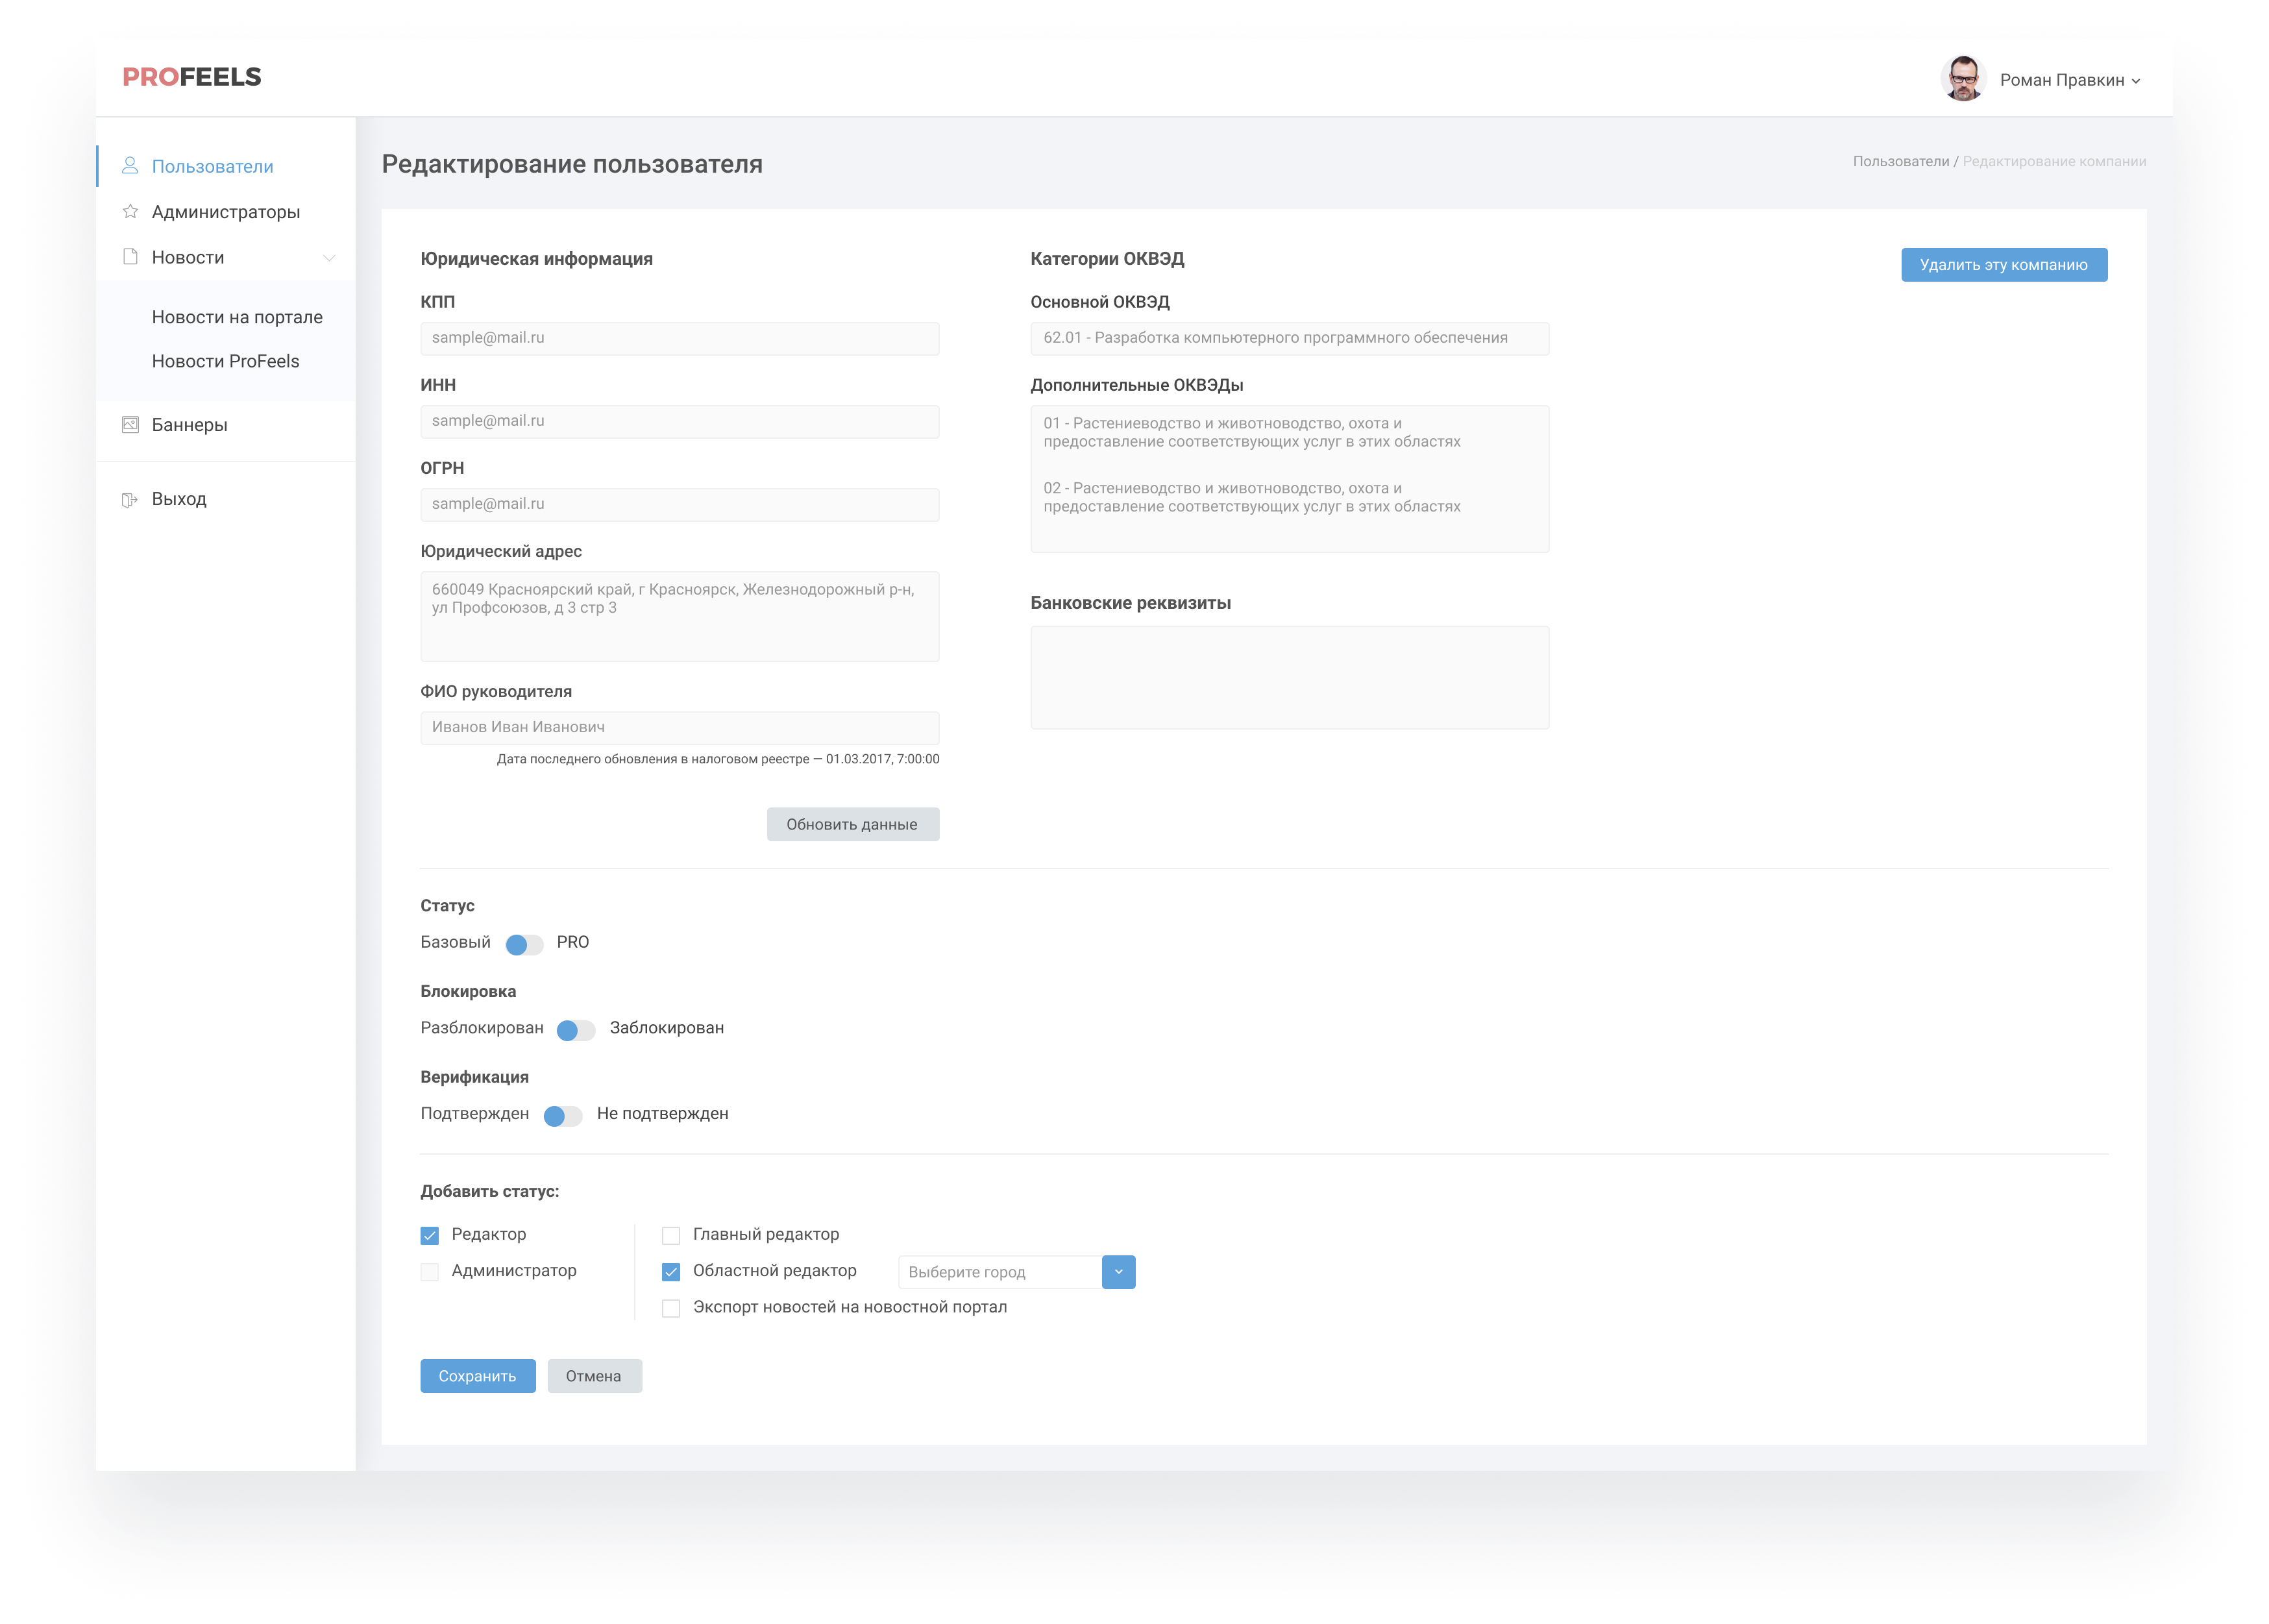 PROFEELS
Роман Правкин
Пользователи
Администраторы
Новости
Новости на портале
Новости ProFeels
Баннеры
Выход
Редактирование пользователя
Пользователи / Редактирование компании
Юридическая информация
КПП
sample@mail.ru
ИНН
sample@mail.ru
ОГРН
sample@mail.ru
Юридический адрес
660049 Красноярский край, г Красноярск, Железнодорожный р-н,
ул Профсоюзов, д 3 стр 3
ФИО руководителя
Иванов Иван Иванович
Дата последнего обновления в налоговом реестре — 01.03.2017, 7:00:00
Обновить данные
Категории ОКВЭД
Основной ОКВЭД
62.01 - Разработка компьютерного программного обеспечения
Дополнительные ОКВЭДы
01 - Растениеводство и животноводство, охота и
предоставление соответствующих услуг в этих областях
02 - Растениеводство и животноводство, охота и
предоставление соответствующих услуг в этих областях
Банковские реквизиты
Удалить эту компанию
Статус
Базовый PRO
Блокировка
Разблокирован Заблокирован
Верификация
Подтвержден Не подтвержден
Добавить статус:
Редактор
Администратор
Главный редактор
Областной редактор Выберите город
Экспорт новостей на новостной портал
Сохранить Отмена